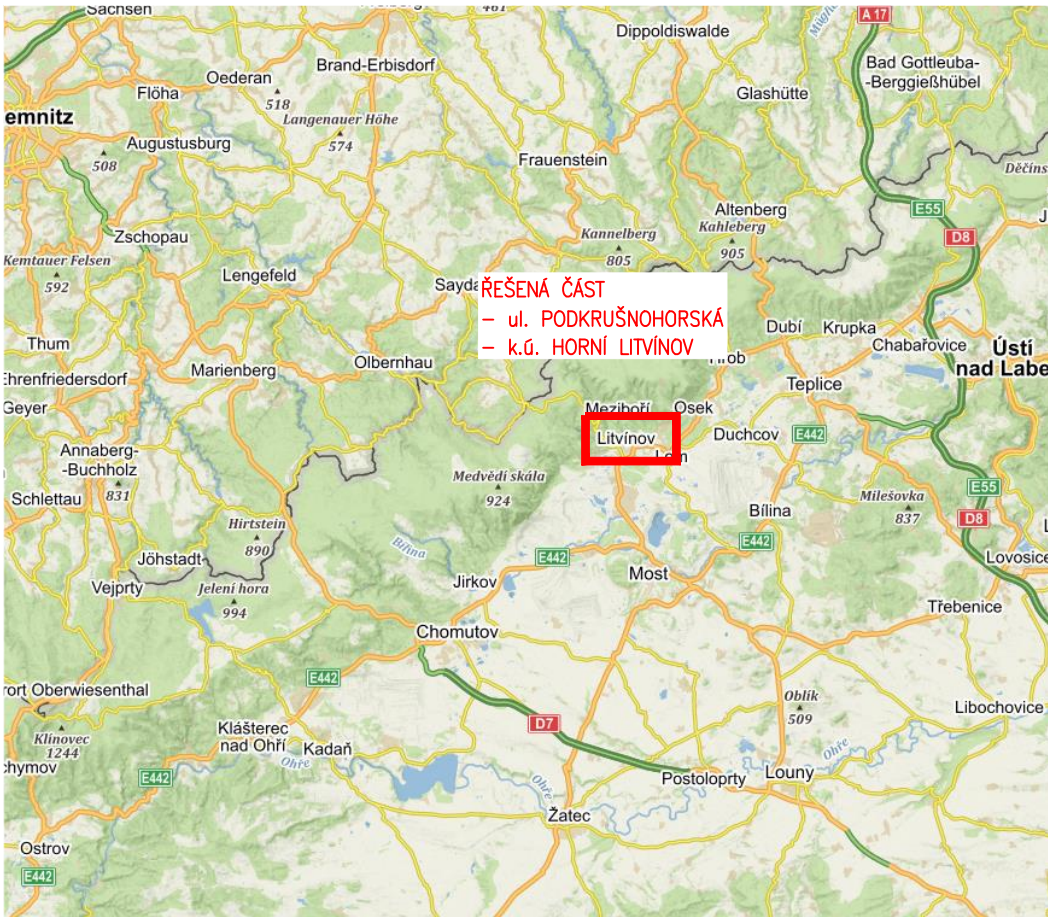 Sachsen
461
A 17
Dippoldiswalde
Brand-Erbisdorf
Bad Gottleuba-
-Berggießhübel
Oederan
Flöha
518
Glashütte
Langenauer Höhe
574
emnitz
Augustusburg
508
Frauenstein
Děčíns
Altenberg
E55
Zschopau
Kannelberg
805
Kahleberg
905
D8
J
Kemtauer Felsen
592
Lengefeld
Sayda
ŘEŠENÁ ČÁST
– ul. PODKRUŠNOHORSKÁ
– k.ú. HORNÍ LITVÍNOV
Dubí
Krupka
Thum
Chabařovice
Ústí
nad Labe
Hrob
Olbernhau
Marienberg
Ehrenfriedersdorf
Teplice
Geyer
Meziboří
Osek
Litvínov
Duchcov
E442
Lom
Annaberg-
-Buchholz
831
Medvědí skála
924
Schlettau
E55
Milešovka
837
Bílina
D8
Hirtstein
890
Bílina
E442
E442
Jöhstadt
Lovosice
Most
Jirkov
Vejprty
Jelení hora
994
Třebenice
Chomutov
E442
ort Oberwiesenthal
Oblík
509
Libochovice
D7
Klínovec
1244
Klášterec
nad Ohří
Kadaň
Ohře
Ohře
chymov
E442
Postoloprty
Louny
Ohře
Žatec
Ostrov
E442